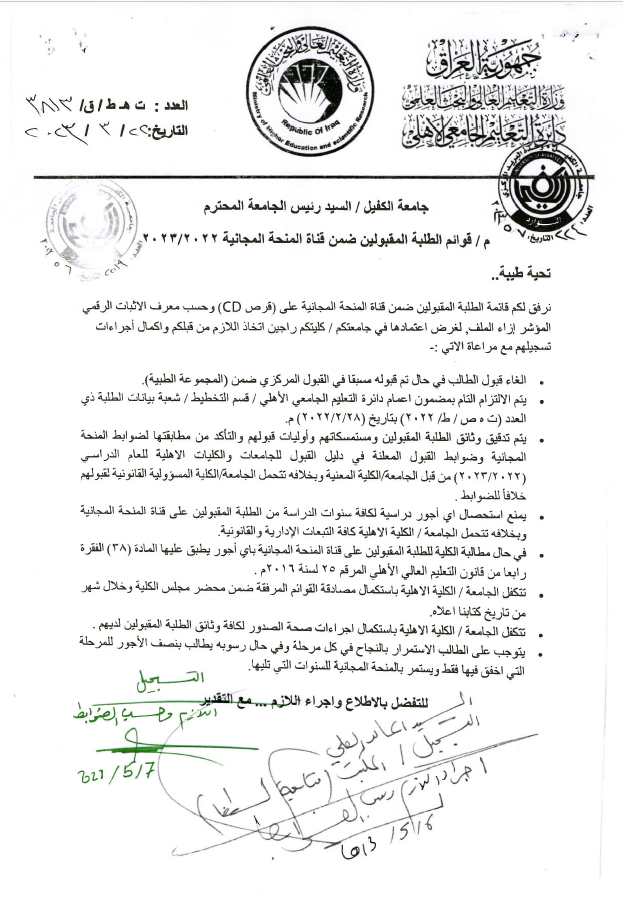 جمهورية العراق
وزارة التعليم العالي والبحث العلمي
دائرة التعليم الجامعي الأهلي
وزارة التعليم العالي والبحث العلمي
Ministry of Higher Education and scientific Research
Republic Of Iraq
العدد : ت هـ ط/ق/ ٣٨١٣
التاريخ:
الوارد
العدد:
التاريخ:
جامعة الكفيل / السيد رئيس الجامعة المحترم
م / قوائم الطلبة المقبولين ضمن قناة المنحة المجانية ٢٠٢٣/٢٠٢٢
تحية طيبة..
نرفق لكم قائمة الطلبة المقبولين ضمن قناة المنحة المجانية على (قرص CD) وحسب معرف الاثبات الرقمي
المؤشر إزاء الملف, لغرض اعتمادها في جامعتكم / كليتكم راجين اتخاذ اللازم من قبلكم واكمال أجراءات
تسجيلهم مع مراعاة الاتي :-
• الغاء قبول الطالب في حال تم قبوله مسبقا في القبول المركزي ضمن (المجموعة الطبية).
• يتم الالتزام التام بمضمون اعمام دائرة التعليم الجامعي الأهلي / قسم التخطيط / شعبة بيانات الطلبة ذي
العدد (ت ه ص / ط/ ٢٠٢٢) بتاريخ (٢٠٢٢/٢/٢٨) م.
• يتم تدقيق وثائق الطلبة المقبولين ومستمسكاتهم وأوليات قبولهم والتأكد من مطابقتها لضوابط المنحة
المجانية وضوابط القبول المعلنة في دليل القبول للجامعات والكليات الاهلية للعام الدراسي
(٢٠٢٣/٢٠٢٢) من قبل الجامعة/الكلية المعنية وبخلافه تتحمل الجامعة/الكلية المسؤولية القانونية لقبولهم
خلافاً للضوابط .
• يمنع استحصال اي أجور دراسية لكافة سنوات الدراسة من الطلبة المقبولين على قناة المنحة المجانية
وبخلافه تتحمل الجامعة / الكلية الاهلية كافة التبعات الإدارية والقانونية.
• في حال مطالبة الكلية للطلبة المقبولين على قناة المنحة المجانية باي أجور يطبق عليها المادة (٣٨) الفقرة
رابعا من قانون التعليم العالي الأهلي المرقم ٢٥ لسنة ٢٠١٦م .
• تتكفل الجامعة / الكلية الاهلية باستكمال مصادقة القوائم المرفقة ضمن محضر مجلس الكلية وخلال شهر
من تاريخ كتابنا اعلاه.
• تتكفل الجامعة / الكلية الاهلية باستكمال اجراءات صحة الصدور لكافة وثائق الطلبة المقبولين لديهم .
• يتوجب على الطالب الاستمرار بالنجاح في كل مرحلة وفي حال رسوبه يطالب بنصف الأجور للمرحلة
التي اخفق فيها فقط ويستمر بالمنحة المجانية للسنوات التي تليها.
للتفضل بالاطلاع واجراء اللازم ... مع التقدير
التسجيل
اللازم وحسب الضوابط
2023/5/7
السيد
التسجيل / المكتب
اجراء اللازم
5/6